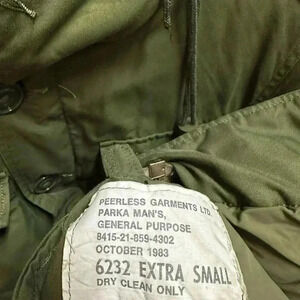 PEERLESS GARMENTS LTD
PARKA MAN'S,
GENERAL PURPOSE
8415-21-859-4302
OCTOBER 1983
6232 EXTRA SMALL
DRY CLEAN ONLY